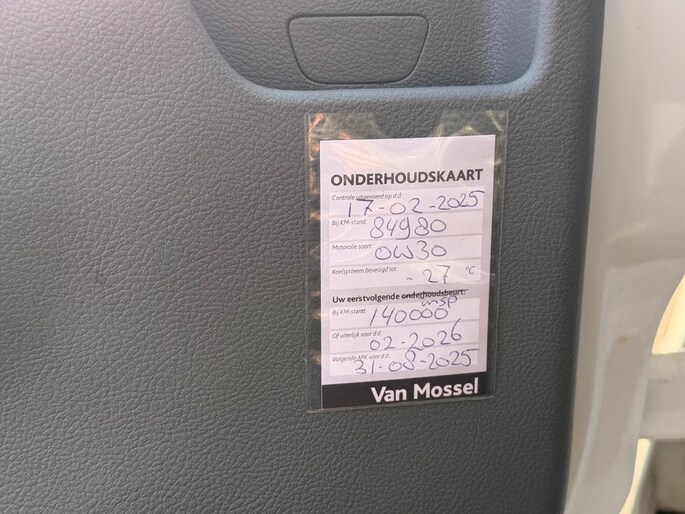 ONDERHOUDSKAART
Controle uitgevoerd op d.d.:
17-02-2025
Bij KM-stand:
84980
Motorolie soort:
0W30
Koelsysteem beveiligd tot:
-27 °C
Uw eerstvolgende onderhoudsbeurt:
insp
Bij KM-stand:
140000
Of uiterlijk voor d.d.:
02-2026
Volgende APK voor d.d.:
31-08-2025
Van Mossel